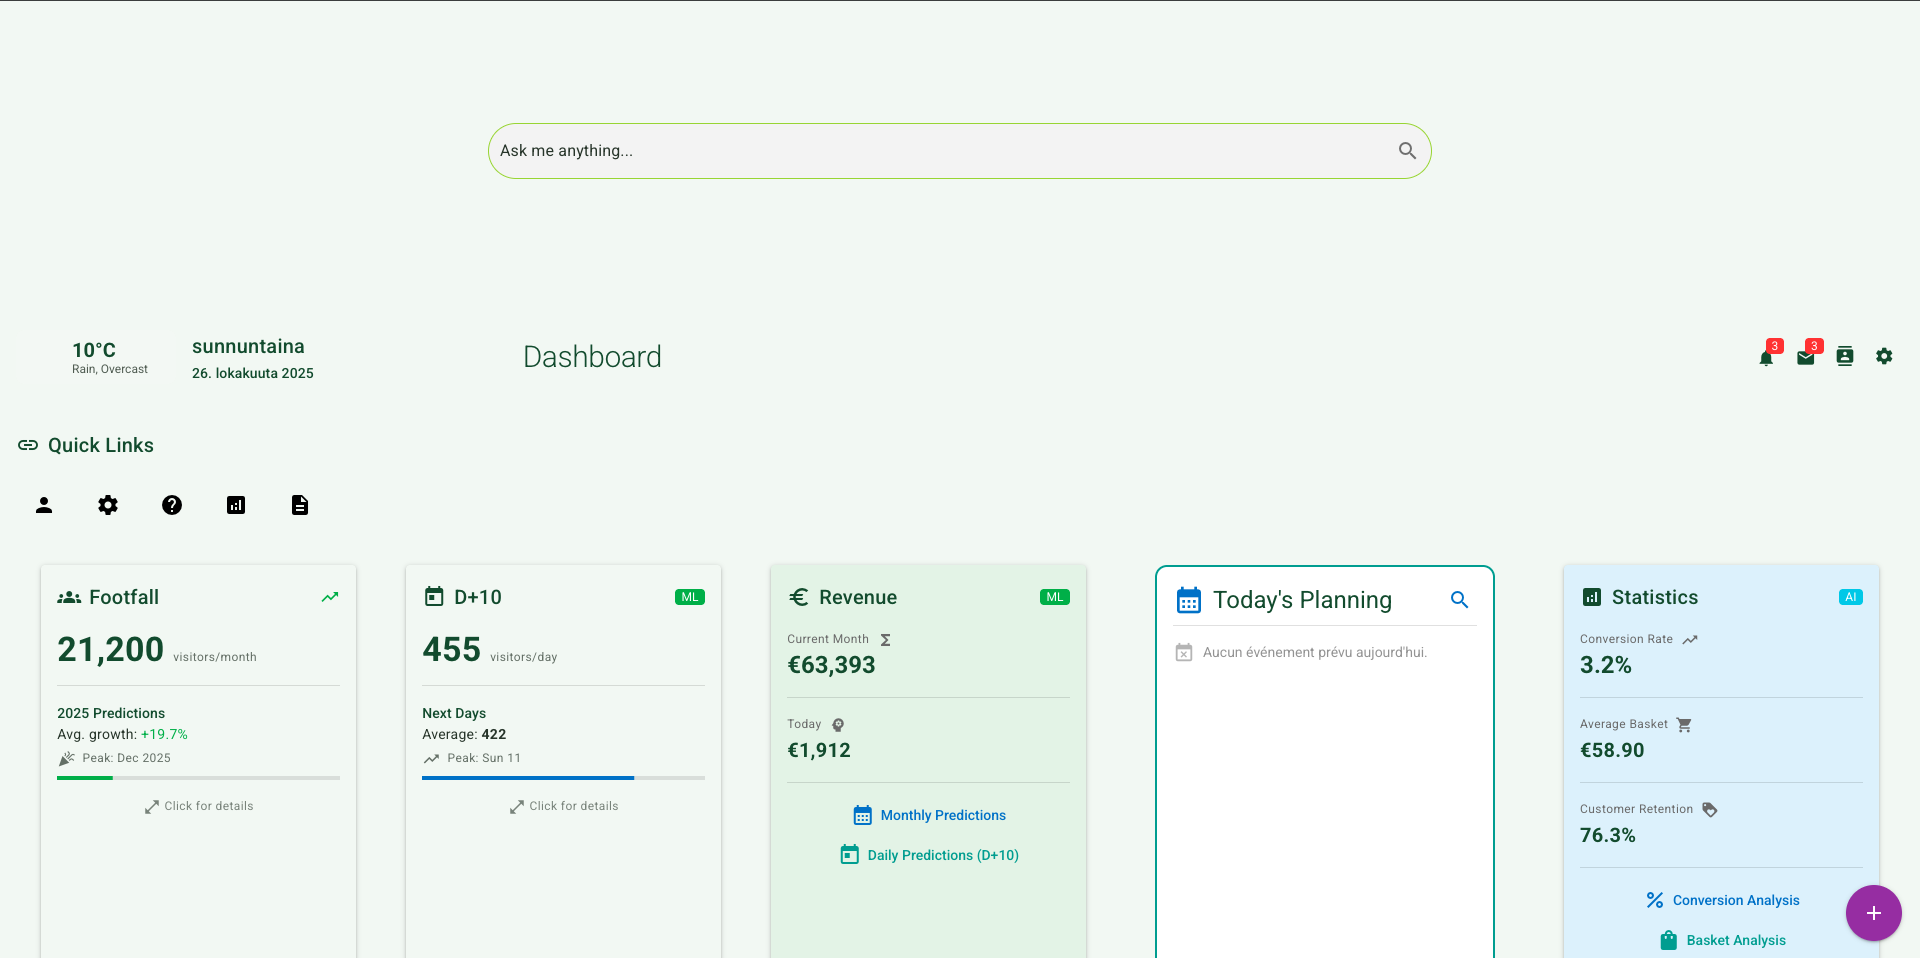 Ask me anything...
10°C
Rain, Overcast
sunnuntaina
26. lokakuuta 2025
Dashboard
3
3
Quick Links
Footfall
21,200 visitors/month
2025 Predictions
Avg. growth: +19.7%
Peak: Dec 2025
Click for details
D+10
ML
455 visitors/day
Next Days
Average: 422
Peak: Sun 11
Click for details
Revenue
ML
Current Month
€63,393
Today
€1,912
Monthly Predictions
Daily Predictions (D+10)
Today's Planning
Aucun événement prévu aujourd'hui.
Statistics
AI
Conversion Rate
3.2%
Average Basket
€58.90
Customer Retention
76.3%
Conversion Analysis
Basket Analysis